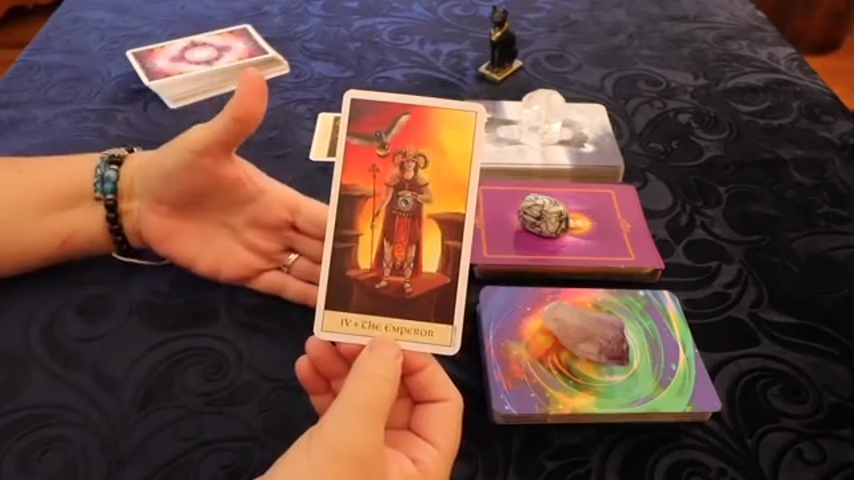 IV ✦ THE EMPEROR